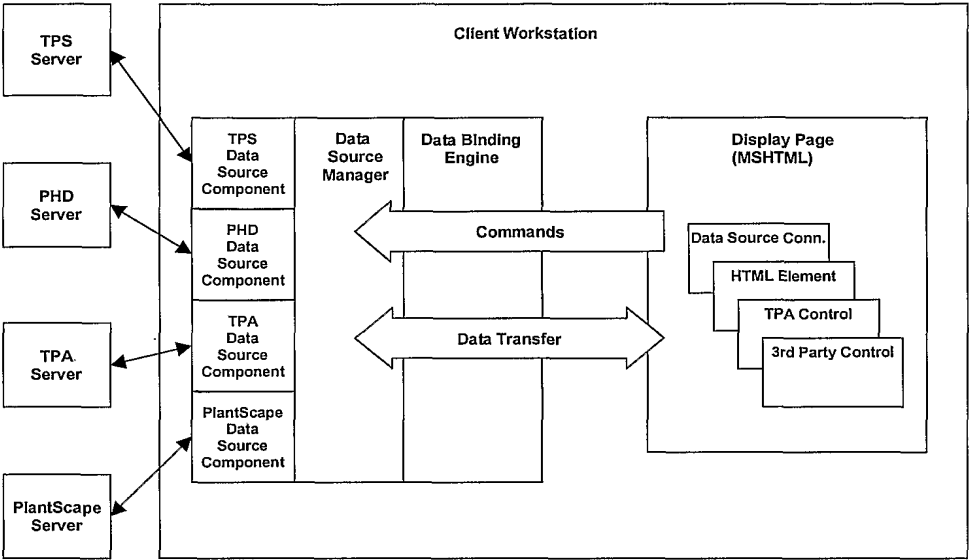 TPS
Server
Client Workstation
TPS
Data
Source
Component
Data
Source
Manager
Data Binding
Engine
Display Page
(MSHTML)
PHD
Server
PHD
Data
Source
Component
Commands
Data Source Conn.
HTML Element
TPA Control
3rd Party Control
TPA
Server
TPA
Data
Source
Component
Data Transfer
PlantScape
Data
Source
Component
PlantScape
Server